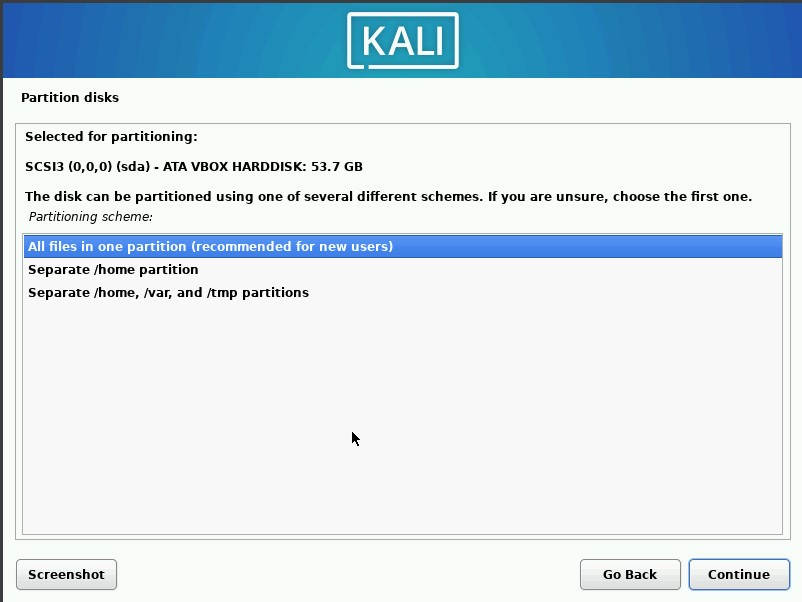 KALI
Partition disks
Selected for partitioning:
SCSI3 (0,0,0) (sda) - ATA VBOX HARDDISK: 53.7 GB
The disk can be partitioned using one of several different schemes. If you are unsure, choose the first one.
Partitioning scheme:
All files in one partition (recommended for new users)
Separate /home partition
Separate /home, /var, and /tmp partitions
Screenshot
Go Back
Continue